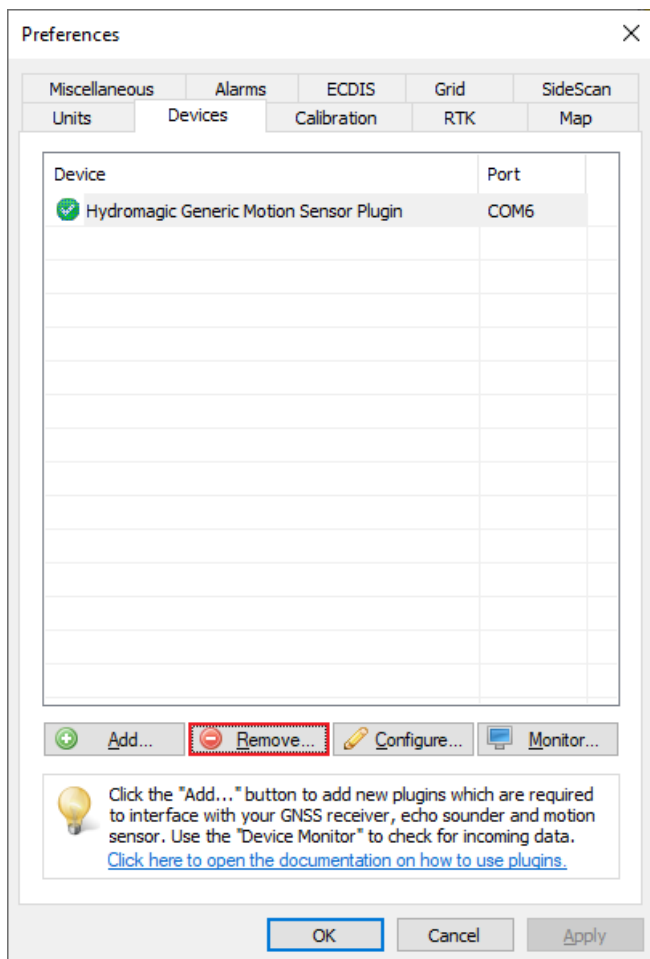 Preferences
Miscellaneous Alarms ECDIS Grid SideScan
Units Devices Calibration RTK Map
Device Port
Hydromagic Generic Motion Sensor Plugin COM6
Add... Remove... Configure... Monitor...
Click the "Add..." button to add new plugins which are required
to interface with your GNSS receiver, echo sounder and motion
sensor. Use the "Device Monitor" to check for incoming data.
Click here to open the documentation on how to use plugins.
OK Cancel Apply